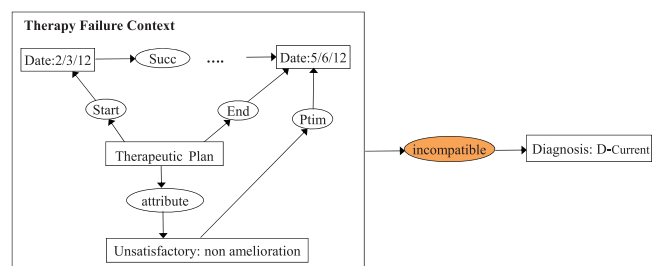 Therapy Failure Context
Date:2/3/12
Succ
....
Date:5/6/12
Start
End
Ptim
Therapeutic Plan
incompatible
Diagnosis: D-Current
attribute
Unsatisfactory: non amelioration